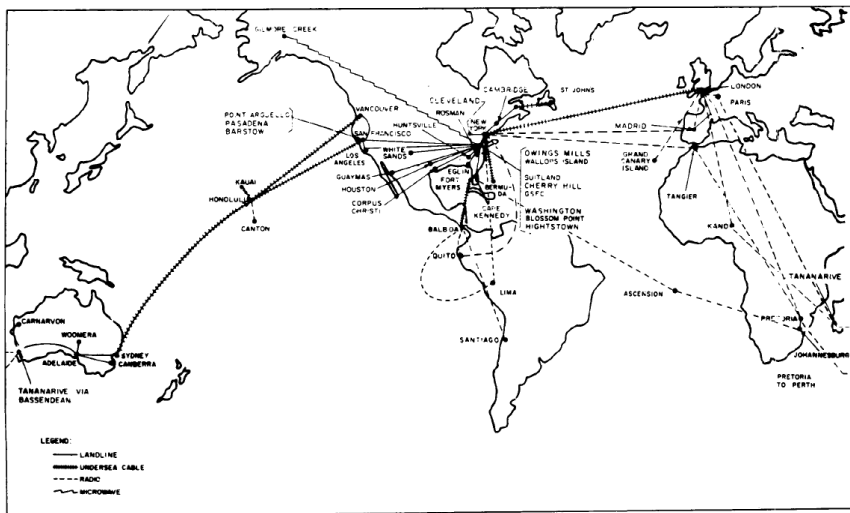 GILMORE CREEK
CAMBRIDGE
ST JOHNS
CLEVELAND
ROSMAN
LONDON
PARIS
VANCOUVER
POINT ARGUELLO
PASADENA
BARSTOW
HUNTSVILLE
NEW
YORK
MADRID
SAN FRANCISCO
LOS
ANGELES
WHITE
SANDS
OWINGS MILLS
WALLOPS ISLAND
GRAND
CANARY
ISLAND
GUAYMAS
EGLIN
FORT
MYERS
BERMU-
DA
SUITLAND
CHERRY HILL
GSFC
KAUAI
HOUSTON
TANGIER
HONOLULU
CORPUS
CHRISTI
CAPE
KENNEDY
WASHINGTON
BLOSSOM POINT
HIGHTSTOWN
CANTON
BALBOA
KANO
QUITO
TANANARIVE
LIMA
ASCENSION
CARNARVON
PRETORIA
WOOMERA
SANTIAGO
ADELAIDE
SYDNEY
CANBERRA
JOHANNESBURG
TANANARIVE VIA
BASSENDEAN
PRETORIA
TO PERTH
LEGEND:
LANDLINE
UNDERSEA CABLE
RADIO
MICROWAVE